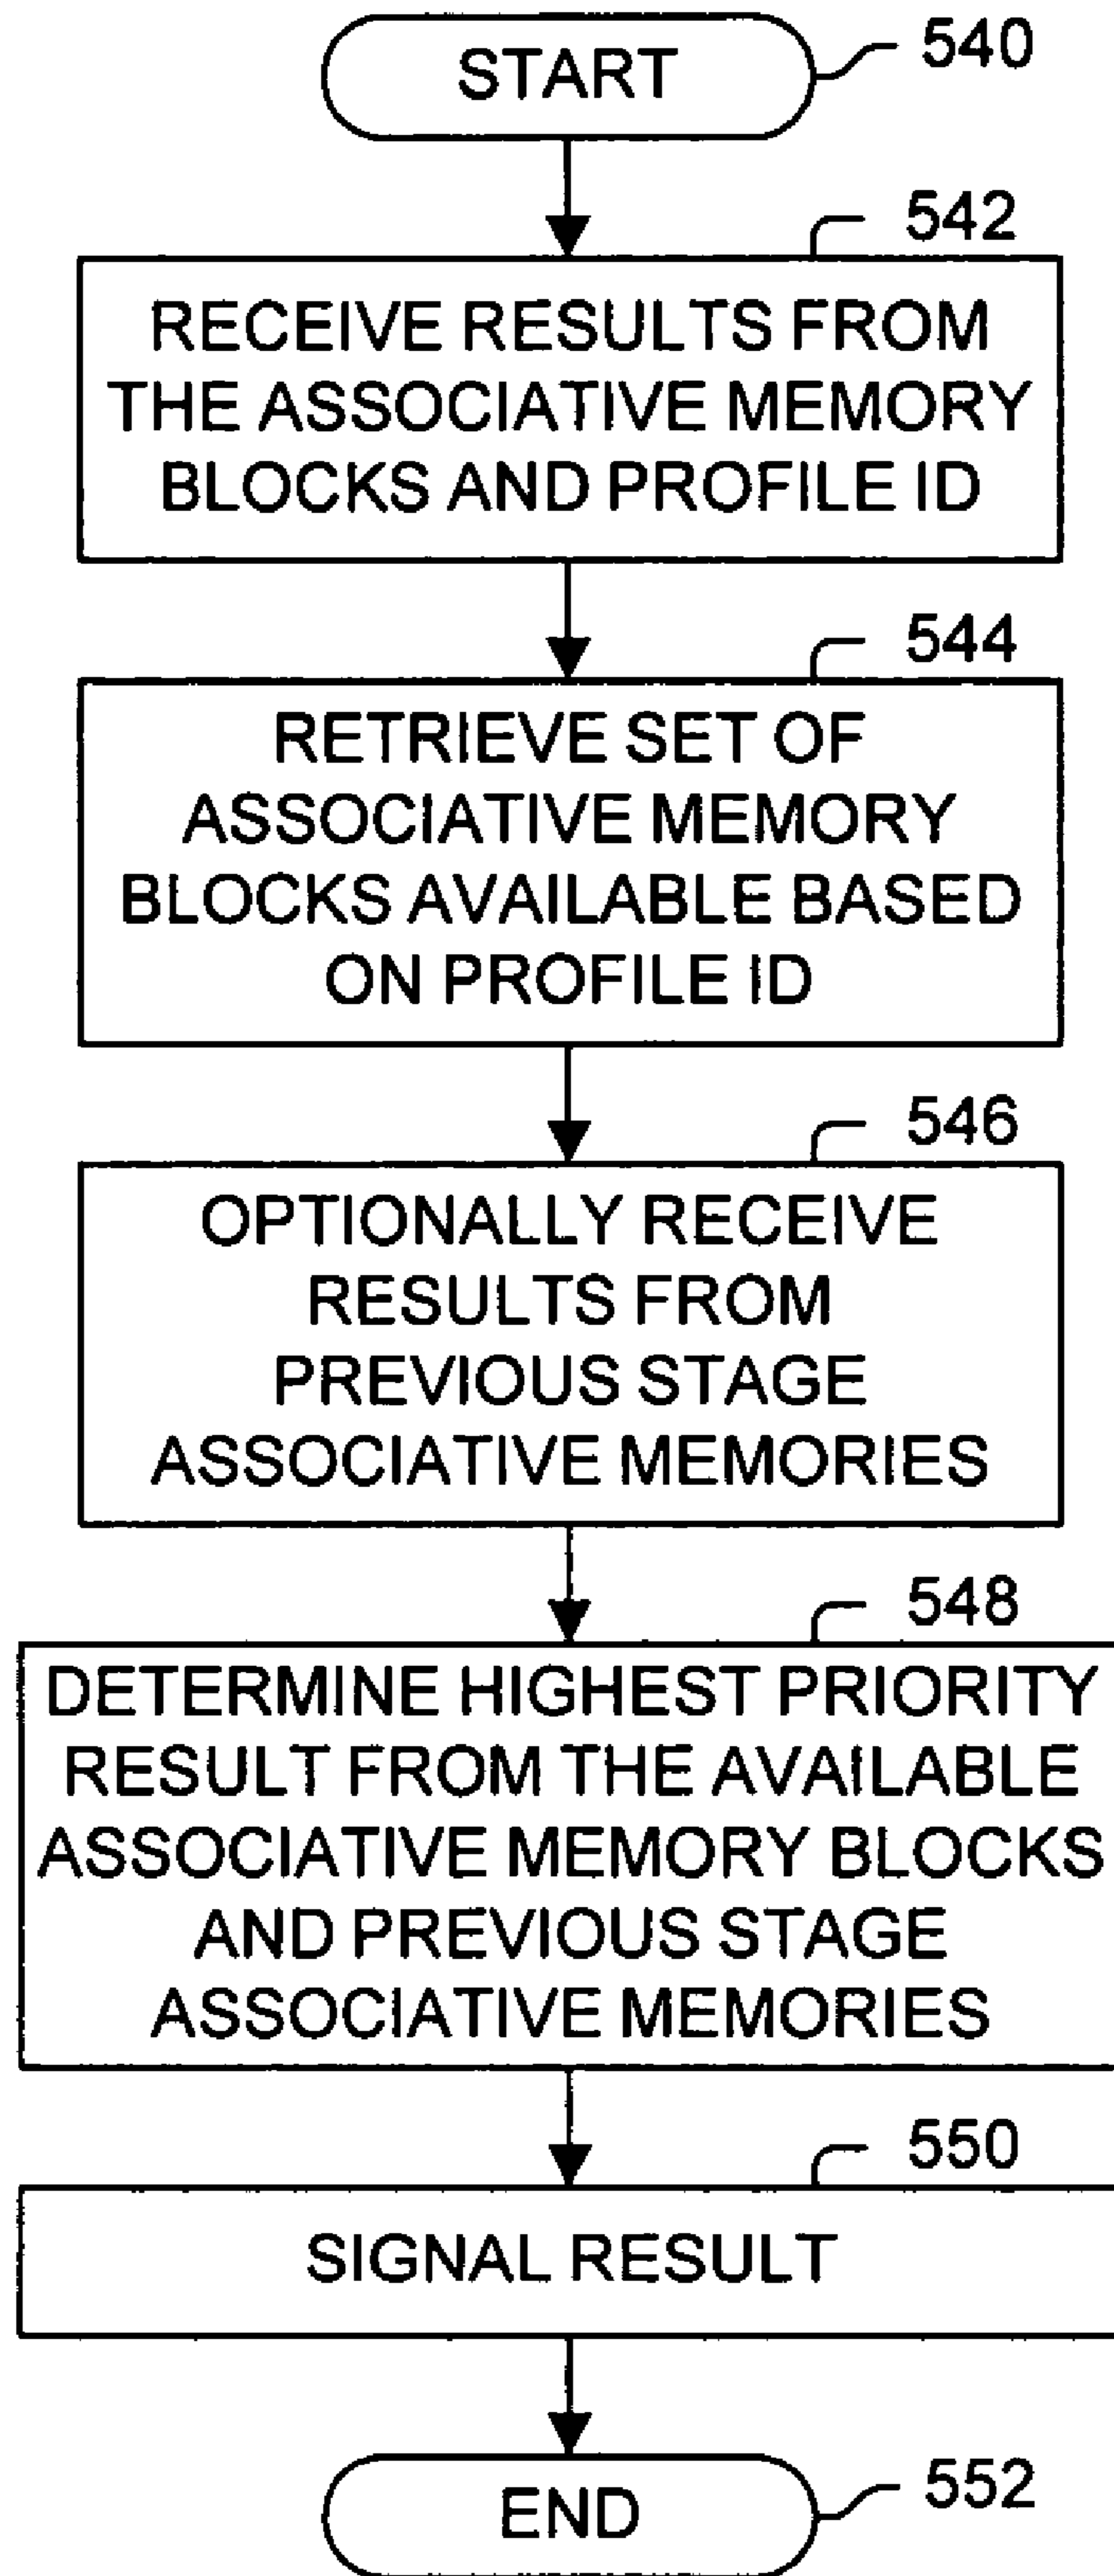 START
540
542
RECEIVE RESULTS FROM
THE ASSOCIATIVE MEMORY
BLOCKS AND PROFILE ID
544
RETRIEVE SET OF
ASSOCIATIVE MEMORY
BLOCKS AVAILABLE BASED
ON PROFILE ID
546
OPTIONALLY RECEIVE
RESULTS FROM
PREVIOUS STAGE
ASSOCIATIVE MEMORIES
548
DETERMINE HIGHEST PRIORITY
RESULT FROM THE AVAILABLE
ASSOCIATIVE MEMORY BLOCKS
AND PREVIOUS STAGE
ASSOCIATIVE MEMORIES
550
SIGNAL RESULT
END
552